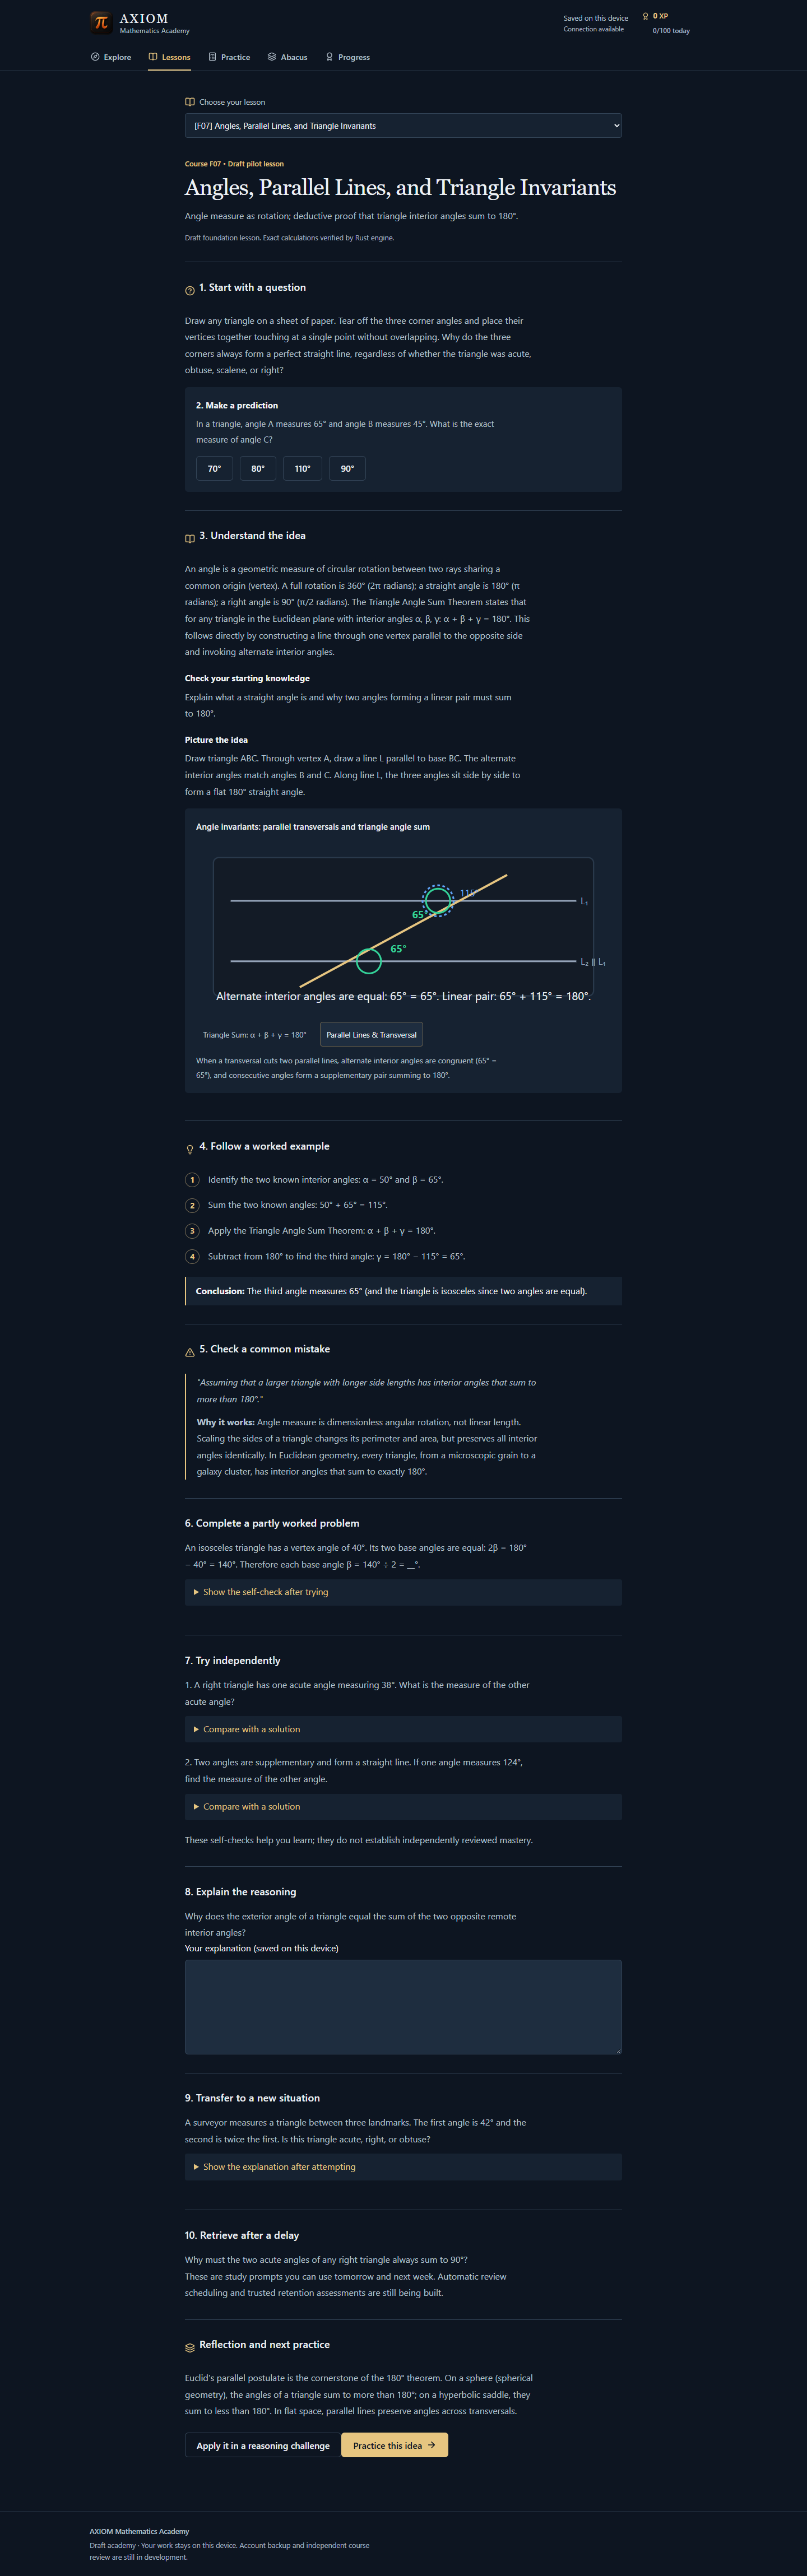 π
AXIOM
Mathematics Academy
Saved on this device
Connection available
0 XP
0/100 today
Explore
Lessons
Practice
Abacus
Progress
Choose your lesson
[F07] Angles, Parallel Lines, and Triangle Invariants
Course F07 • Draft pilot lesson
Angles, Parallel Lines, and Triangle Invariants
Angle measure as rotation; deductive proof that triangle interior angles sum to 180°.
Draft foundation lesson. Exact calculations verified by Rust engine.
1. Start with a question
Draw any triangle on a sheet of paper. Tear off the three corner angles and place their
vertices together touching at a single point without overlapping. Why do the three
corners always form a perfect straight line, regardless of whether the triangle was acute,
obtuse, scalene, or right?
2. Make a prediction
In a triangle, angle A measures 65° and angle B measures 45°. What is the exact
measure of angle C?
70°
80°
110°
90°
3. Understand the idea
An angle is a geometric measure of circular rotation between two rays sharing a
common origin (vertex). A full rotation is 360° (2π radians); a straight angle is 180° (π
radians); a right angle is 90° (π/2 radians). The Triangle Angle Sum Theorem states that
for any triangle in the Euclidean plane with interior angles α, β, γ: α + β + γ = 180°. This
follows directly by constructing a line through one vertex parallel to the opposite side
and invoking alternate interior angles.
Check your starting knowledge
Explain what a straight angle is and why two angles forming a linear pair must sum
to 180°.
Picture the idea
Draw triangle ABC. Through vertex A, draw a line L parallel to base BC. The alternate
interior angles match angles B and C. Along line L, the three angles sit side by side to
form a flat 180° straight angle.
Angle invariants: parallel transversals and triangle angle sum
115°
L₁
65°
65°
L₂ ∥ L₁
Alternate interior angles are equal: 65° = 65°. Linear pair: 65° + 115° = 180°.
Triangle Sum: α + β + γ = 180°
Parallel Lines & Transversal
When a transversal cuts two parallel lines, alternate interior angles are congruent (65° =
65°), and consecutive angles form a supplementary pair summing to 180°.
4. Follow a worked example
1 Identify the two known interior angles: α = 50° and β = 65°.
2 Sum the two known angles: 50° + 65° = 115°.
3 Apply the Triangle Angle Sum Theorem: α + β + γ = 180°.
4 Subtract from 180° to find the third angle: γ = 180° − 115° = 65°.
Conclusion: The third angle measures 65° (and the triangle is isosceles since two angles are equal).
5. Check a common mistake
"Assuming that a larger triangle with longer side lengths has interior angles that sum to
more than 180°."
Why it works: Angle measure is dimensionless angular rotation, not linear length.
Scaling the sides of a triangle changes its perimeter and area, but preserves all interior
angles identically. In Euclidean geometry, every triangle, from a microscopic grain to a
galaxy cluster, has interior angles that sum to exactly 180°.
6. Complete a partly worked problem
An isosceles triangle has a vertex angle of 40°. Its two base angles are equal: 2β = 180°
− 40° = 140°. Therefore each base angle β = 140° ÷ 2 = __°.
Show the self-check after trying
7. Try independently
1. A right triangle has one acute angle measuring 38°. What is the measure of the other
acute angle?
Compare with a solution
2. Two angles are supplementary and form a straight line. If one angle measures 124°,
find the measure of the other angle.
Compare with a solution
These self-checks help you learn; they do not establish independently reviewed mastery.
8. Explain the reasoning
Why does the exterior angle of a triangle equal the sum of the two opposite remote
interior angles?
Your explanation (saved on this device)
9. Transfer to a new situation
A surveyor measures a triangle between three landmarks. The first angle is 42° and the
second is twice the first. Is this triangle acute, right, or obtuse?
Show the explanation after attempting
10. Retrieve after a delay
Why must the two acute angles of any right triangle always sum to 90°?
These are study prompts you can use tomorrow and next week. Automatic review
scheduling and trusted retention assessments are still being built.
Reflection and next practice
Euclid's parallel postulate is the cornerstone of the 180° theorem. On a sphere (spherical
geometry), the angles of a triangle sum to more than 180°; on a hyperbolic saddle, they
sum to less than 180°. In flat space, parallel lines preserve angles across transversals.
Apply it in a reasoning challenge
Practice this idea →
AXIOM Mathematics Academy
Draft academy · Your work stays on this device. Account backup and independent course
review are still in development.